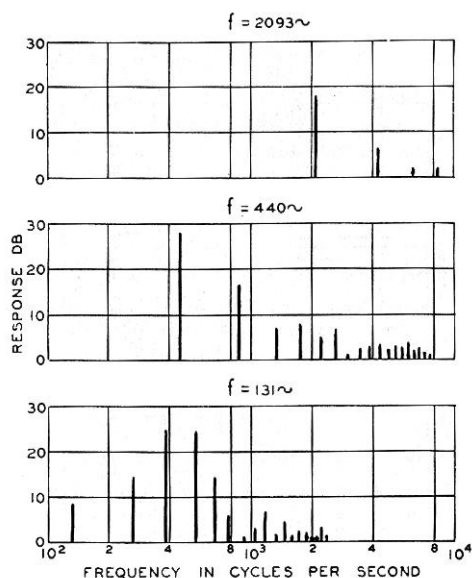 f = 2093~
30
20
10
0
f = 440~
30
20
10
0
f = 131~
30
20
10
0
RESPONSE DB
10² 2 4 8 10³ 2 4 8 10⁴
FREQUENCY IN CYCLES PER SECOND